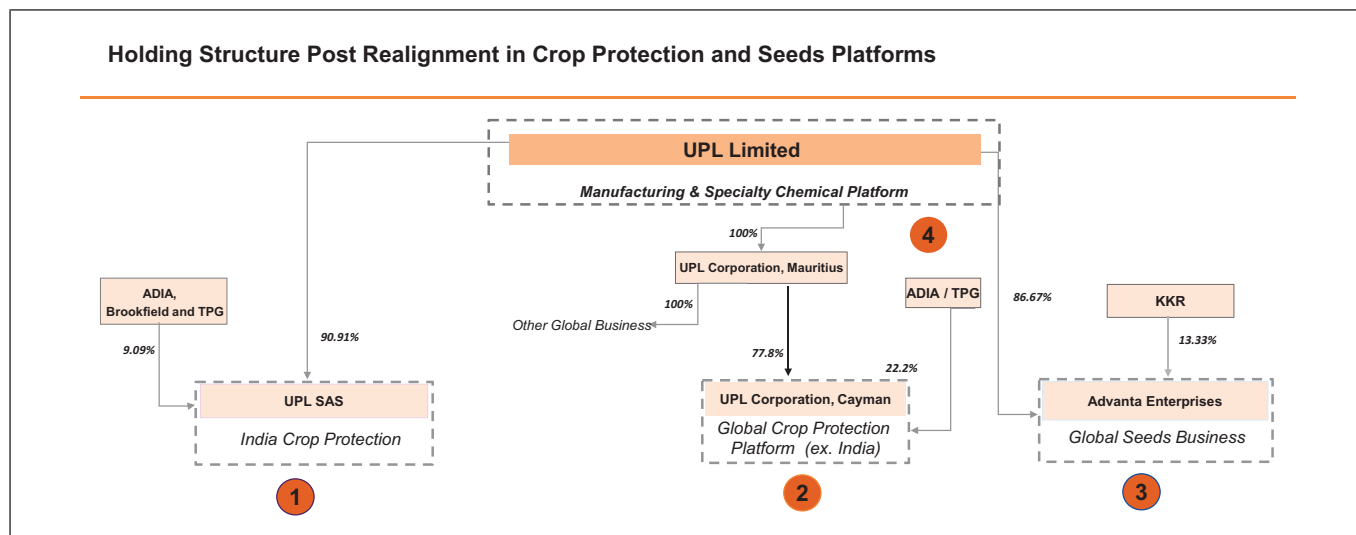 Holding Structure Post Realignment in Crop Protection and Seeds Platforms
UPL Limited
Manufacturing & Specialty Chemical Platform
4
100%
UPL Corporation, Mauritius
ADIA,
Brookfield and TPG
ADIA / TPG
86.67%
KKR
100%
Other Global Business
9.09%
90.91%
77.8%
22.2%
13.33%
UPL SAS
India Crop Protection
UPL Corporation, Cayman
Global Crop Protection
Platform (ex. India)
Advanta Enterprises
Global Seeds Business
1
2
3